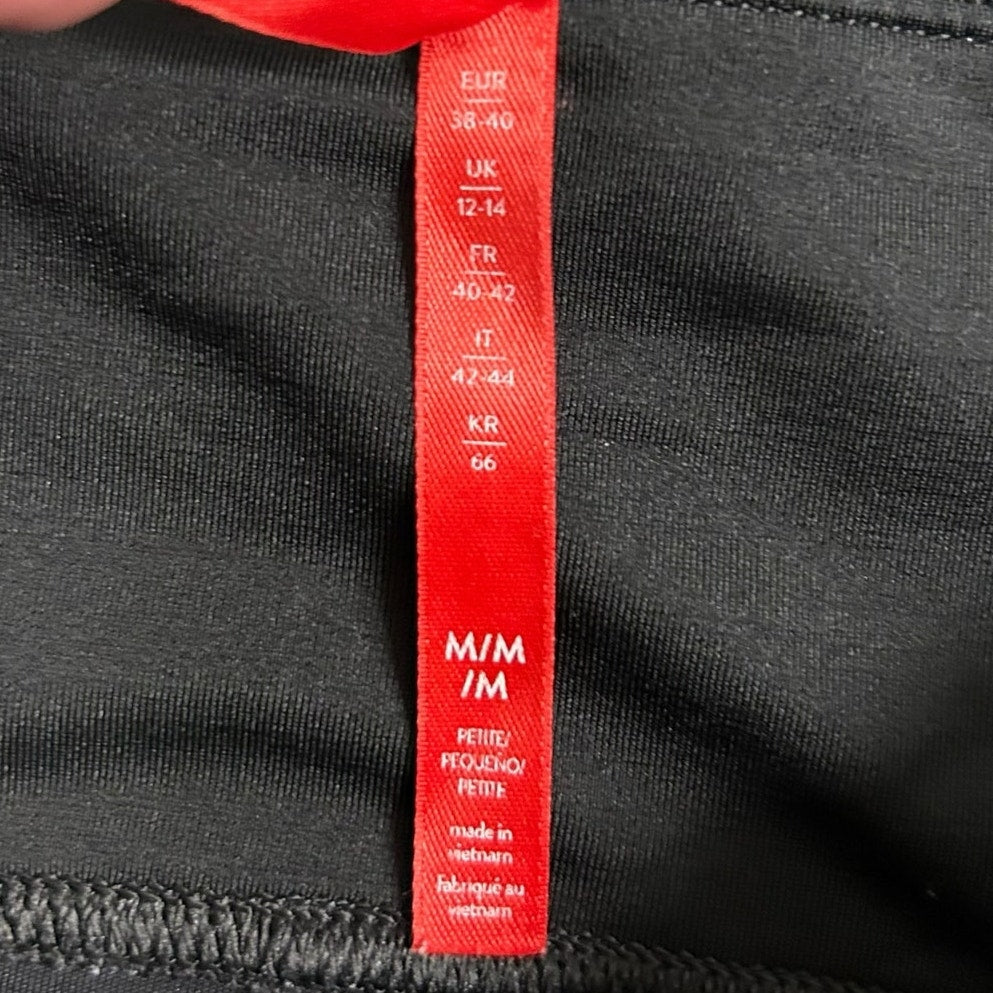 EUR
38-40
UK
12-14
FR
40-42
IT
42-44
KR
66
M/M
/M
PETITE/
PEQUEÑO/
PETITE
made in
vietnam
Fabriqué au
vietnam